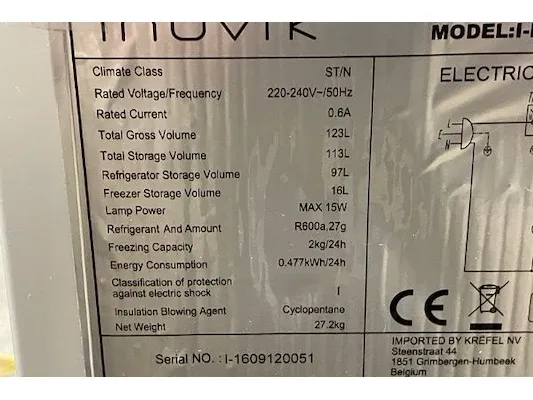 inovik
MODEL:I-
Climate Class ST/N
ELECTRIC
Rated Voltage/Frequency 220-240V~/50Hz
Rated Current 0.6A
Total Gross Volume 123L
Total Storage Volume 113L
Refrigerator Storage Volume 97L
Freezer Storage Volume 16L
Lamp Power MAX 15W
Refrigerant And Amount R600a,27g
Freezing Capacity 2kg/24h
Energy Consumption 0.477kWh/24h
Classification of protection
against electric shock I
Insulation Blowing Agent Cyclopentane
Net Weight 27.2kg
Serial NO. : I-1609120051
L
E
N
CE
IMPORTED BY KREFEL NV
Steenstraat 44
1851 Grimbergen-Humbeek
Belgium